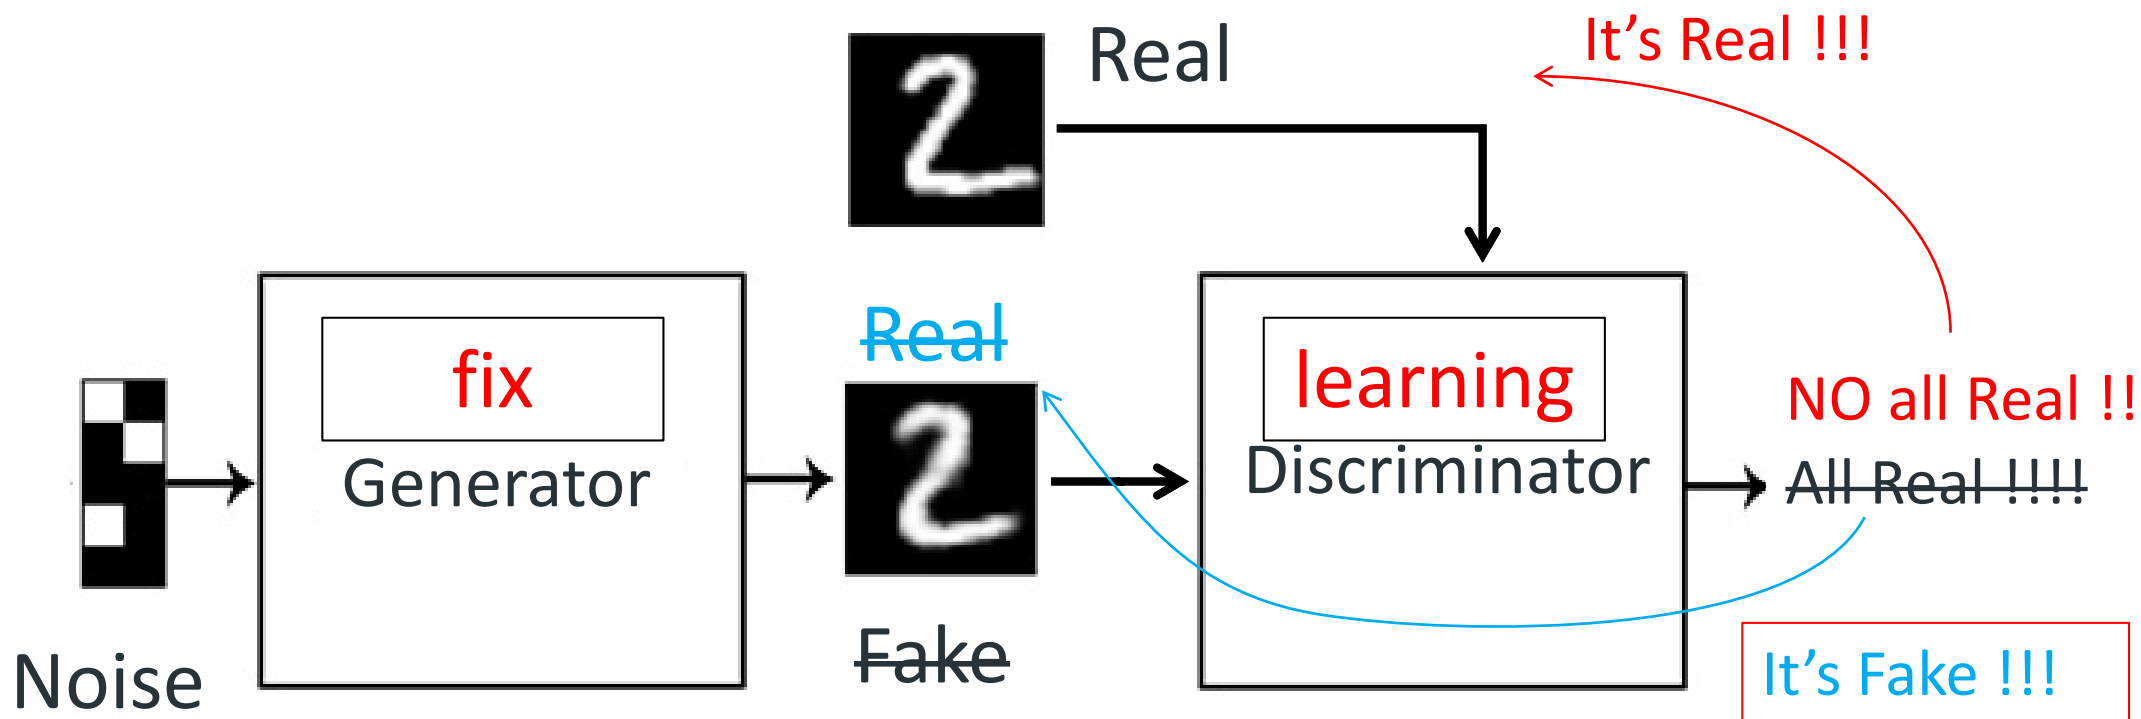 Real
It’s Real !!!
Real
fix
learning
NO all Real !!
Generator
Discriminator
All Real !!!!
Noise
Fake
It’s Fake !!!